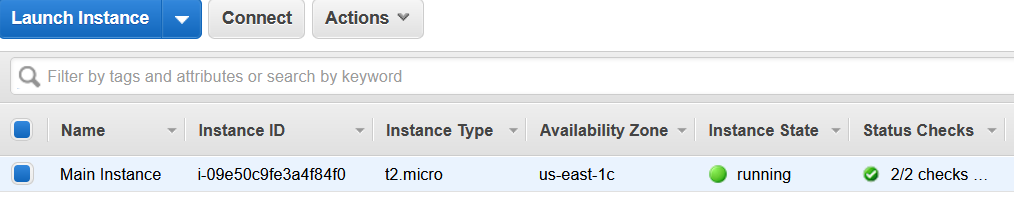 Launch Instance Connect Actions
Filter by tags and attributes or search by keyword
Name Instance ID Instance Type Availability Zone Instance State Status Checks
Main Instance i-09e50c9fe3a4f84f0 t2.micro us-east-1c running 2/2 checks ...